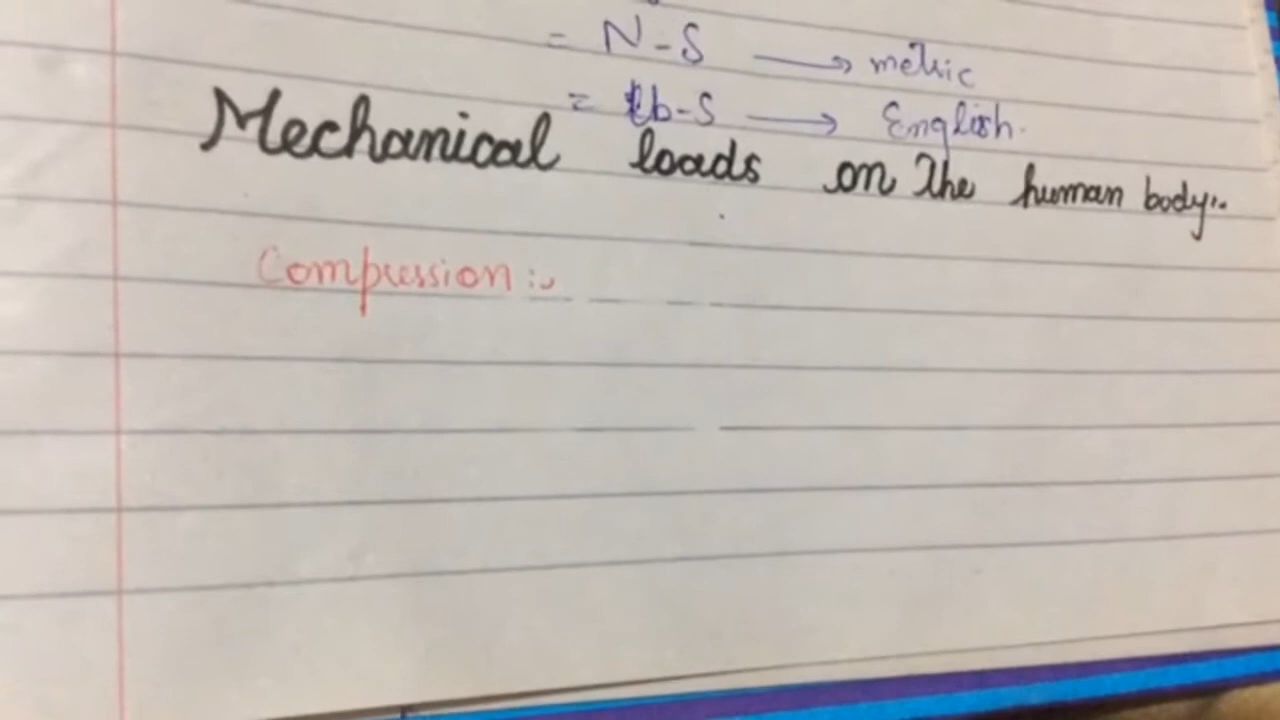 = N-S → metric
= lb-S → English.
Mechanical loads on The human body:-
Compression :-